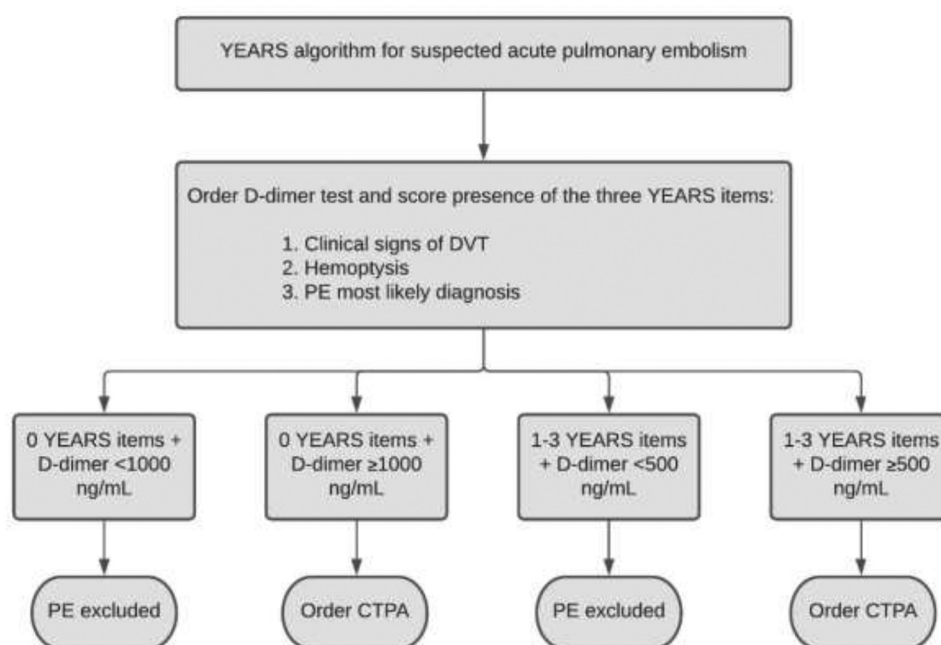 YEARS algorithm for suspected acute pulmonary embolism
Order D-dimer test and score presence of the three YEARS items:
1. Clinical signs of DVT
2. Hemoptysis
3. PE most likely diagnosis
0 YEARS items +
D-dimer <1000
ng/mL
0 YEARS items +
D-dimer ≥1000
ng/mL
1-3 YEARS items
+ D-dimer <500
ng/mL
1-3 YEARS items
+ D-dimer ≥500
ng/mL
PE excluded
Order CTPA
PE excluded
Order CTPA